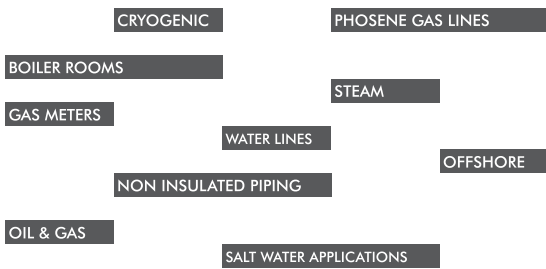 CRYOGENIC
PHOSENE GAS LINES
BOILER ROOMS
STEAM
GAS METERS
WATER LINES
OFFSHORE
NON INSULATED PIPING
OIL & GAS
SALT WATER APPLICATIONS